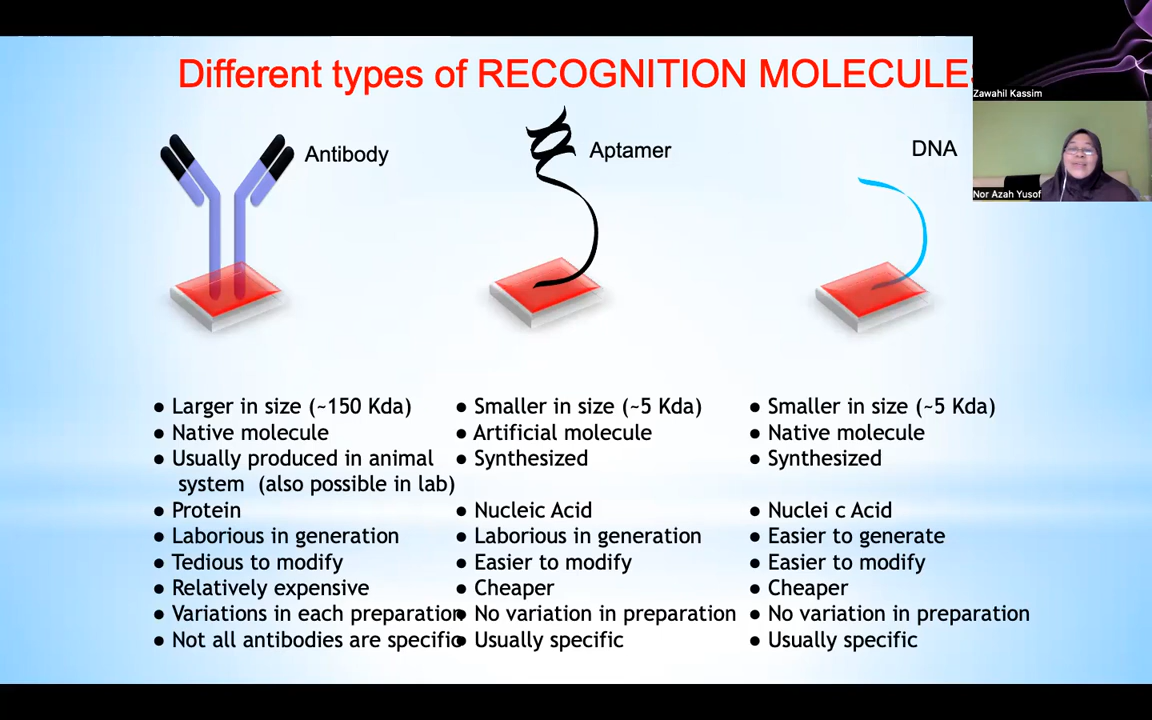 Different types of RECOGNITION MOLECULE
Zawahil Kassim
Nor Azah Yusof
Antibody
Aptamer
DNA
● Larger in size (~150 Kda)
● Native molecule
● Usually produced in animal
system (also possible in lab)
● Protein
● Laborious in generation
● Tedious to modify
● Relatively expensive
● Variations in each preparation
● Not all antibodies are specific
● Smaller in size (~5 Kda)
● Artificial molecule
● Synthesized
● Nucleic Acid
● Laborious in generation
● Easier to modify
● Cheaper
● No variation in preparation
● Usually specific
● Smaller in size (~5 Kda)
● Native molecule
● Synthesized
● Nuclei c Acid
● Easier to generate
● Easier to modify
● Cheaper
● No variation in preparation
● Usually specific